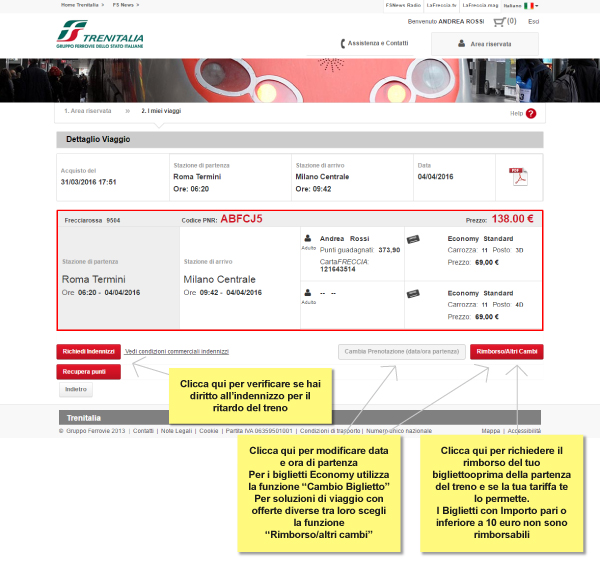 Home Trenitalia > FS News >
FSNews Radio LaFreccia.tv LaFreccia.mag Italiano
Benvenuto ANDREA ROSSI (0) Esci
FS TRENITALIA
GRUPPO FERROVIE DELLO STATO ITALIANE
Assistenza e Contatti
Area riservata
1. Area riservata » 2. I miei viaggi
Help ?
Dettaglio Viaggio
Acquisto del
31/03/2016 17:51
Stazione di partenza
Roma Termini
Ore: 06:20
Stazione di arrivo
Milano Centrale
Ore: 09:42
Data
04/04/2016
PDF
Frecciarossa 9504 Codice PNR: ABFCJ5 Prezzo: 138.00 €
Stazione di partenza
Roma Termini
Ore 06:20 - 04/04/2016
Stazione di arrivo
Milano Centrale
Ore 09:42 - 04/04/2016
Adulto
Andrea Rossi
Punti guadagnati 373,90
CartaFRECCIA:
121643514
Economy Standard
Carrozza: 11 Posto: 3D
Prezzo: 69,00 €
Adulto
-- --
Economy Standard
Carrozza: 11 Posto: 4D
Prezzo: 69,00 €
Richiedi Indennizzi Vedi condizioni commerciali indennizzi
Cambia Prenotazione (data/ora partenza) Rimborso/Altri Cambi
Recupera punti
Indietro
Clicca qui per verificare se hai
diritto all'indennizzo per il
ritardo del treno
Trenitalia
© Gruppo Ferrovie 2013 | Contatti | Note Legali | Cookie | Partita IVA 06359501001 | Condizioni di trasporto | Numero unico nazionale
Mappa | Accessibilità
Clicca qui per modificare data
e ora di partenza
Per i biglietti Economy utilizza
la funzione "Cambio Biglietto"
Per soluzioni di viaggio con
offerte diverse tra loro scegli
la funzione
"Rimborso/altri cambi"
Clicca qui per richiedere il
rimborso del tuo
bigliettooprima della partenza
del treno e se la tua tariffa te
lo permette.
I Biglietti con Importo pari o
inferiore a 10 euro non sono
rimborsabili